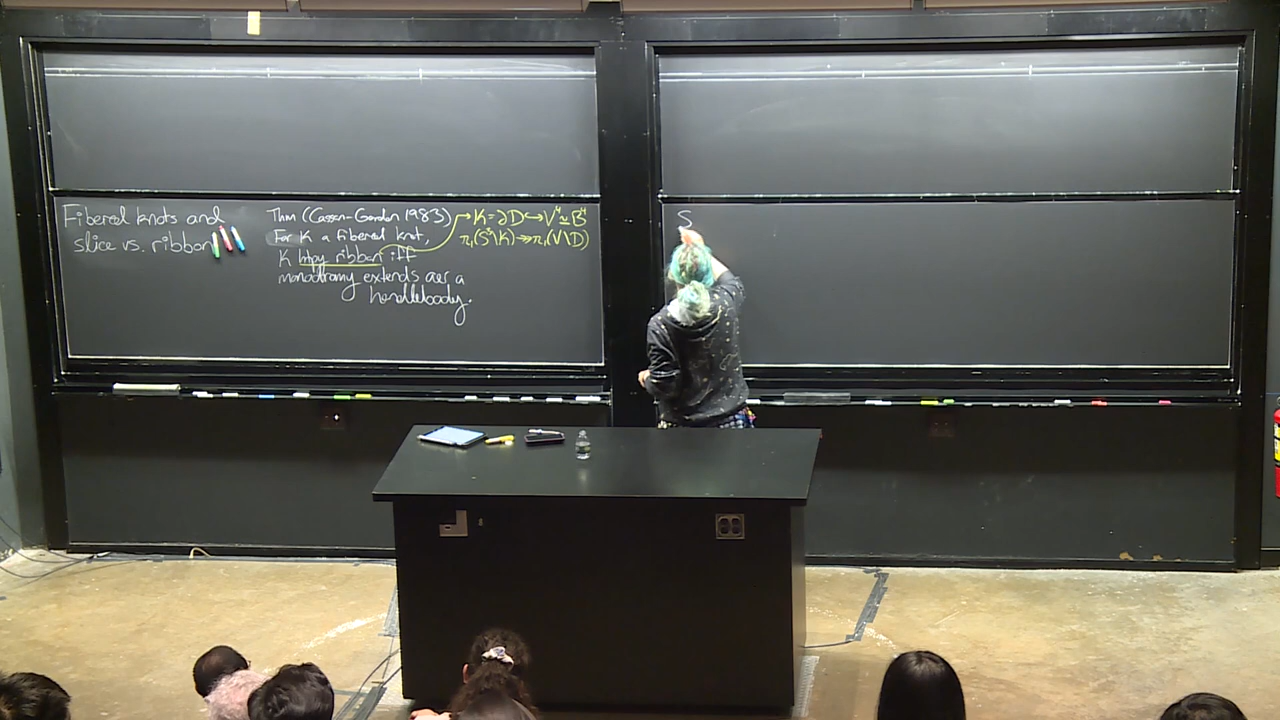 Fibered knots and
slice vs. ribbon
Thm (Casson-Gordon 1983)
For K a fibered knot,
K htpy ribbon iff
monodromy extends over a
handlebody.
→ K = ∂D ↪ V⁴ ≃ B⁴
π₁(S³\K) ↠ π₁(V\D)
S